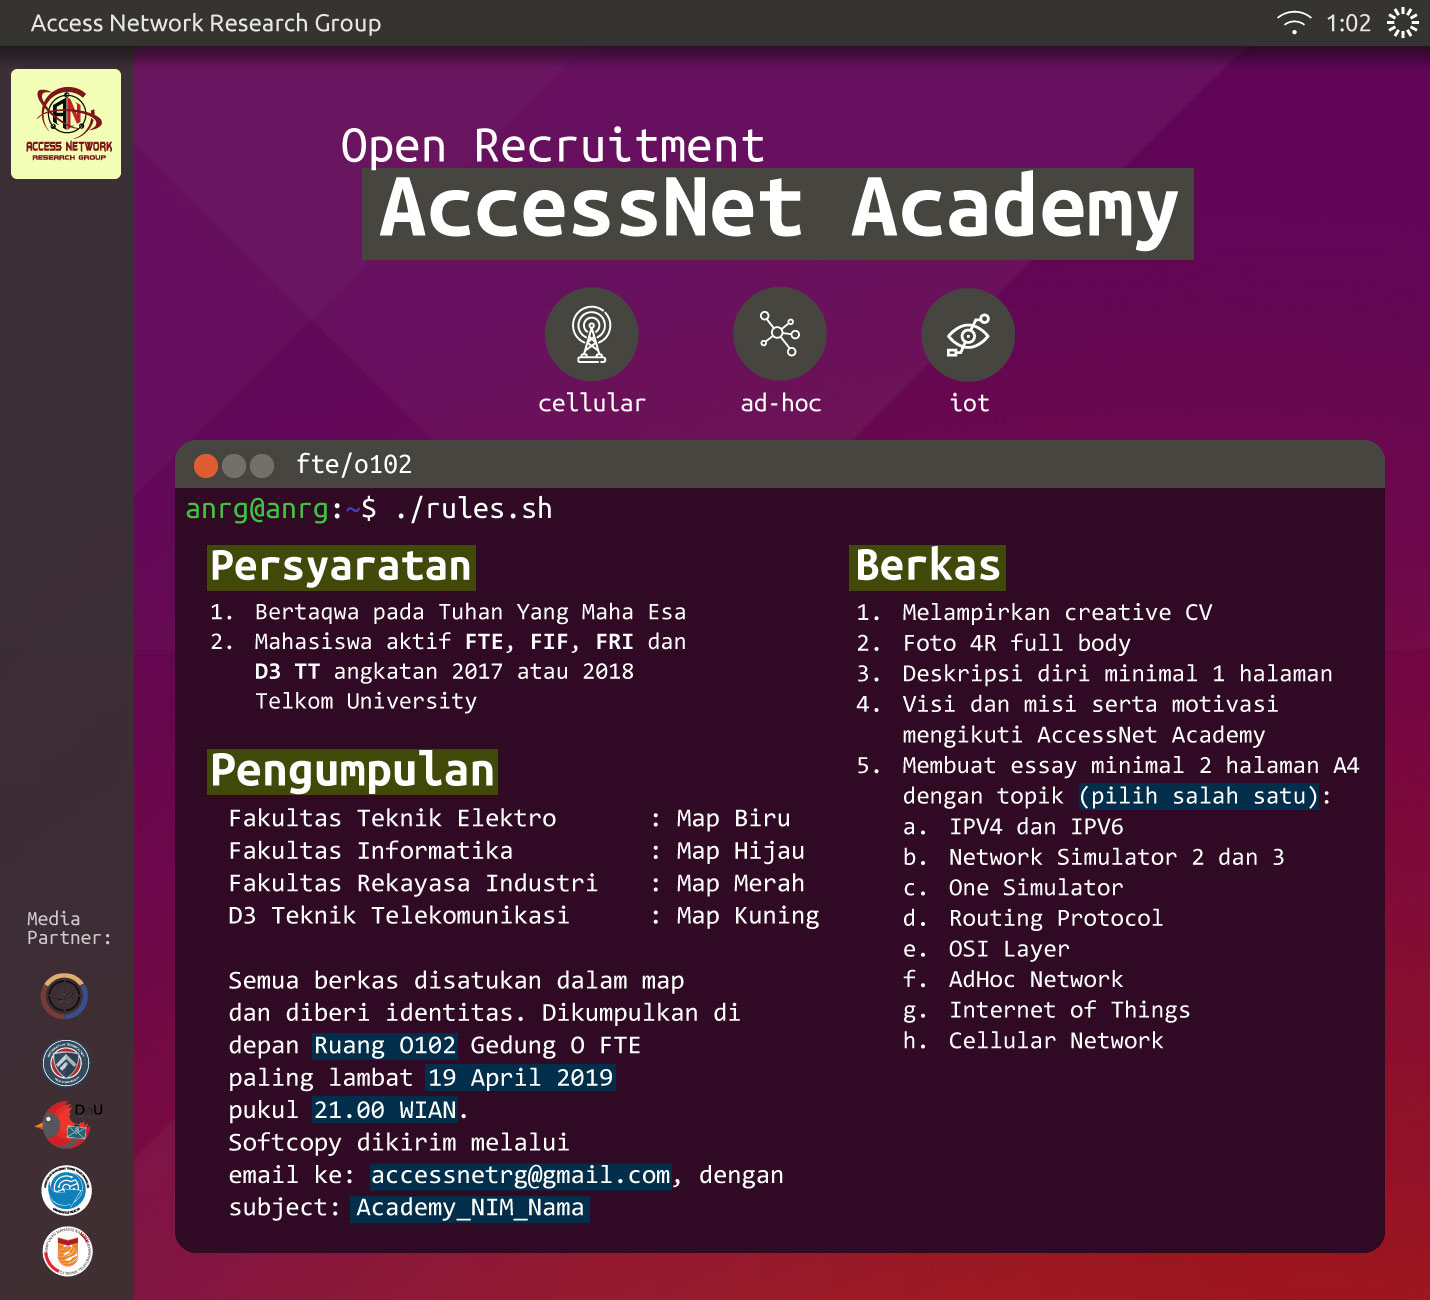 Access Network Research Group
1:02
ACCESS NETWORK
RESEARCH GROUP
Open Recruitment
AccessNet Academy
cellular
ad-hoc
iot
fte/o102
anrg@anrg:~$ ./rules.sh
Persyaratan
1. Bertaqwa pada Tuhan Yang Maha Esa
2. Mahasiswa aktif FTE, FIF, FRI dan
D3 TT angkatan 2017 atau 2018
Telkom University
Pengumpulan
Fakultas Teknik Elektro : Map Biru
Fakultas Informatika : Map Hijau
Fakultas Rekayasa Industri : Map Merah
D3 Teknik Telekomunikasi : Map Kuning
Semua berkas disatukan dalam map
dan diberi identitas. Dikumpulkan di
depan Ruang O102 Gedung O FTE
paling lambat 19 April 2019
pukul 21.00 WIAN.
Softcopy dikirim melalui
email ke: accessnetrg@gmail.com, dengan
subject: Academy_NIM_Nama
Berkas
1. Melampirkan creative CV
2. Foto 4R full body
3. Deskripsi diri minimal 1 halaman
4. Visi dan misi serta motivasi
mengikuti AccessNet Academy
5. Membuat essay minimal 2 halaman A4
dengan topik (pilih salah satu):
a. IPV4 dan IPV6
b. Network Simulator 2 dan 3
c. One Simulator
d. Routing Protocol
e. OSI Layer
f. AdHoc Network
g. Internet of Things
h. Cellular Network
Media
Partner: